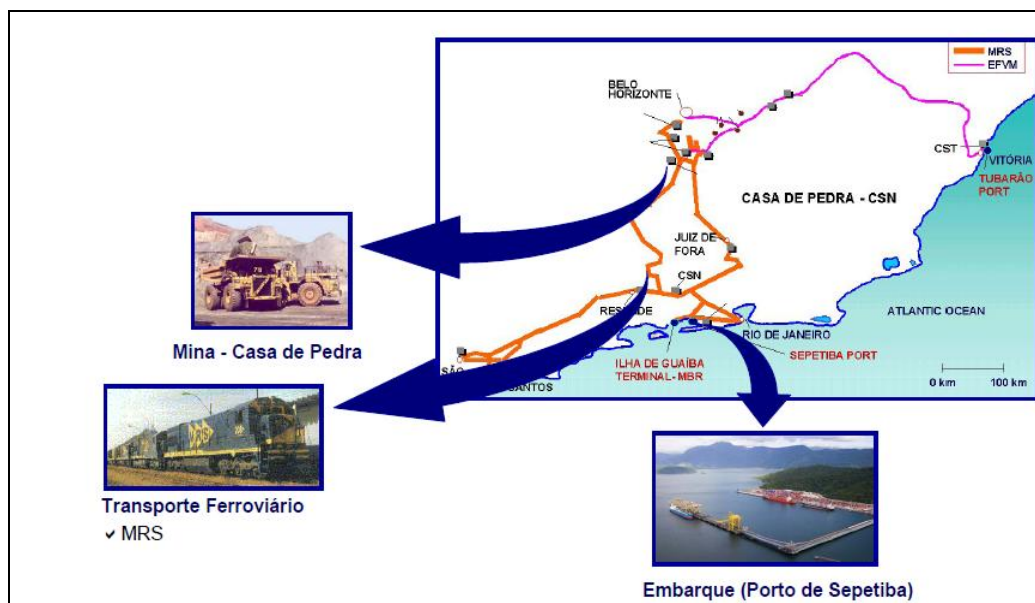 MRS
EFVM
BELO
HORIZONTE
CST
VITÓRIA
TUBARÃO
PORT
CASA DE PEDRA - CSN
JUIZ DE
FORA
CSN
ATLANTIC OCEAN
RIO DE JANEIRO
SEPETIBA PORT
ILHA DE GUAÍBA
TERMINAL- MBR
SÃO
0 km
100 km
Mina - Casa de Pedra
MRS
Transporte Ferroviário
✓ MRS
Embarque (Porto de Sepetiba)